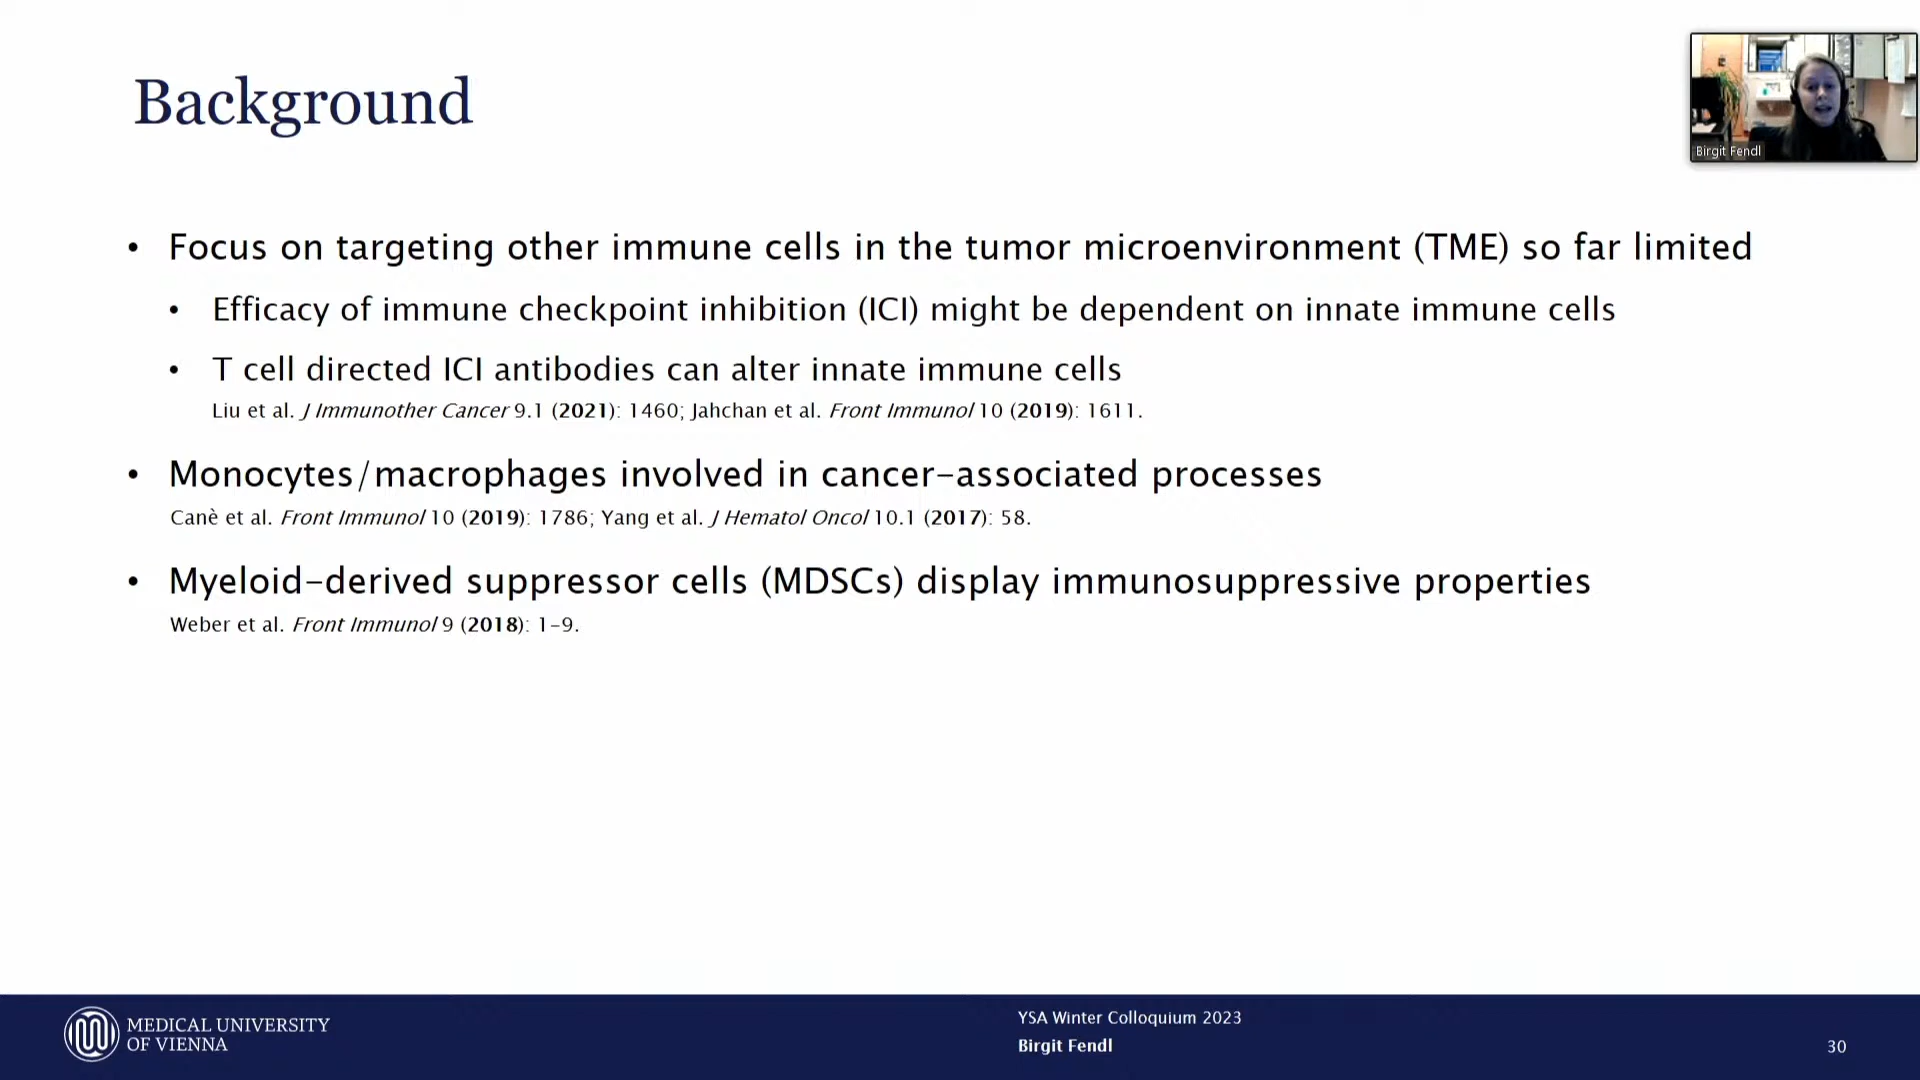 Background
Birgit Fendl
• Focus on targeting other immune cells in the tumor microenvironment (TME) so far limited
• Efficacy of immune checkpoint inhibition (ICI) might be dependent on innate immune cells
• T cell directed ICI antibodies can alter innate immune cells
Liu et al. J Immunother Cancer 9.1 (2021): 1460; Jahchan et al. Front Immunol 10 (2019): 1611.
• Monocytes/macrophages involved in cancer-associated processes
Canè et al. Front Immunol 10 (2019): 1786; Yang et al. J Hematol Oncol 10.1 (2017): 58.
• Myeloid-derived suppressor cells (MDSCs) display immunosuppressive properties
Weber et al. Front Immunol 9 (2018): 1-9.
MEDICAL UNIVERSITY
OF VIENNA
YSA Winter Colloquium 2023
Birgit Fendl
30